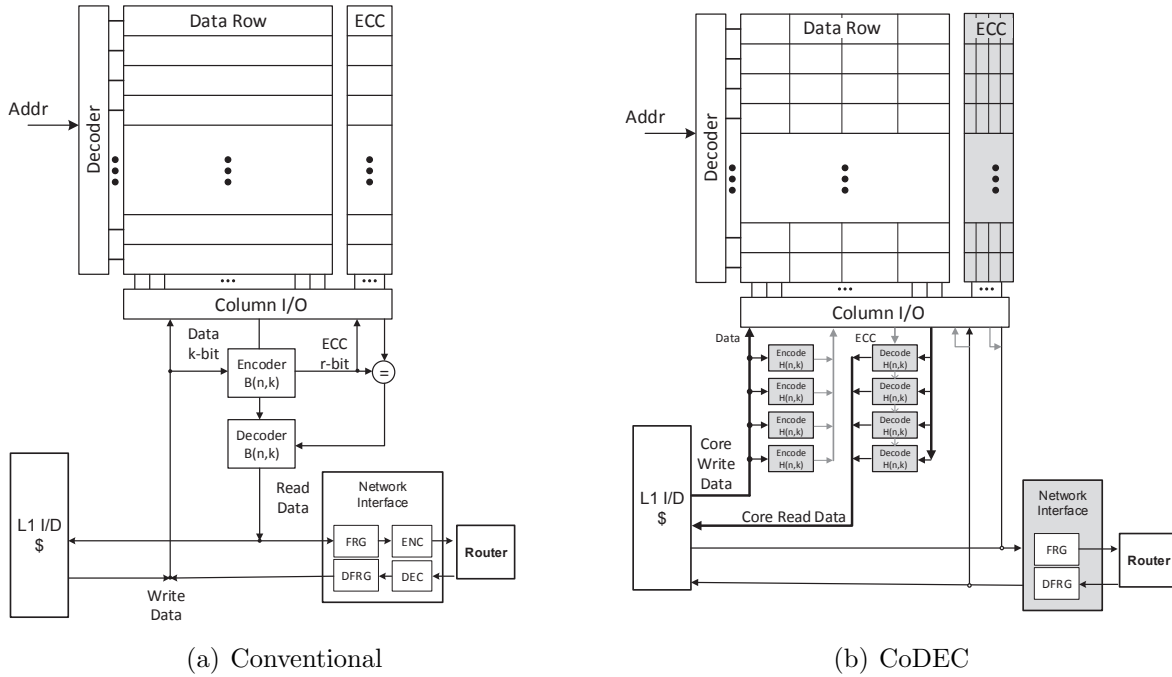 Data Row
ECC
Addr
Decoder
Column I/O
Data
k-bit
ECC
r-bit
Encoder
B(n,k)
=
Decoder
B(n,k)
Read
Data
L1 I/D
$
Network
Interface
FRG
ENC
DFRG
DEC
Router
Write
Data
(a) Conventional
Data Row
ECC
Addr
Decoder
Column I/O
Data
ECC
Encode
H(n,k)
Encode
H(n,k)
Encode
H(n,k)
Encode
H(n,k)
Decode
H(n,k)
Decode
H(n,k)
Decode
H(n,k)
Decode
H(n,k)
Core
Write
Data
Core Read Data
L1 I/D
$
Network
Interface
FRG
DFRG
Router
(b) CoDEC